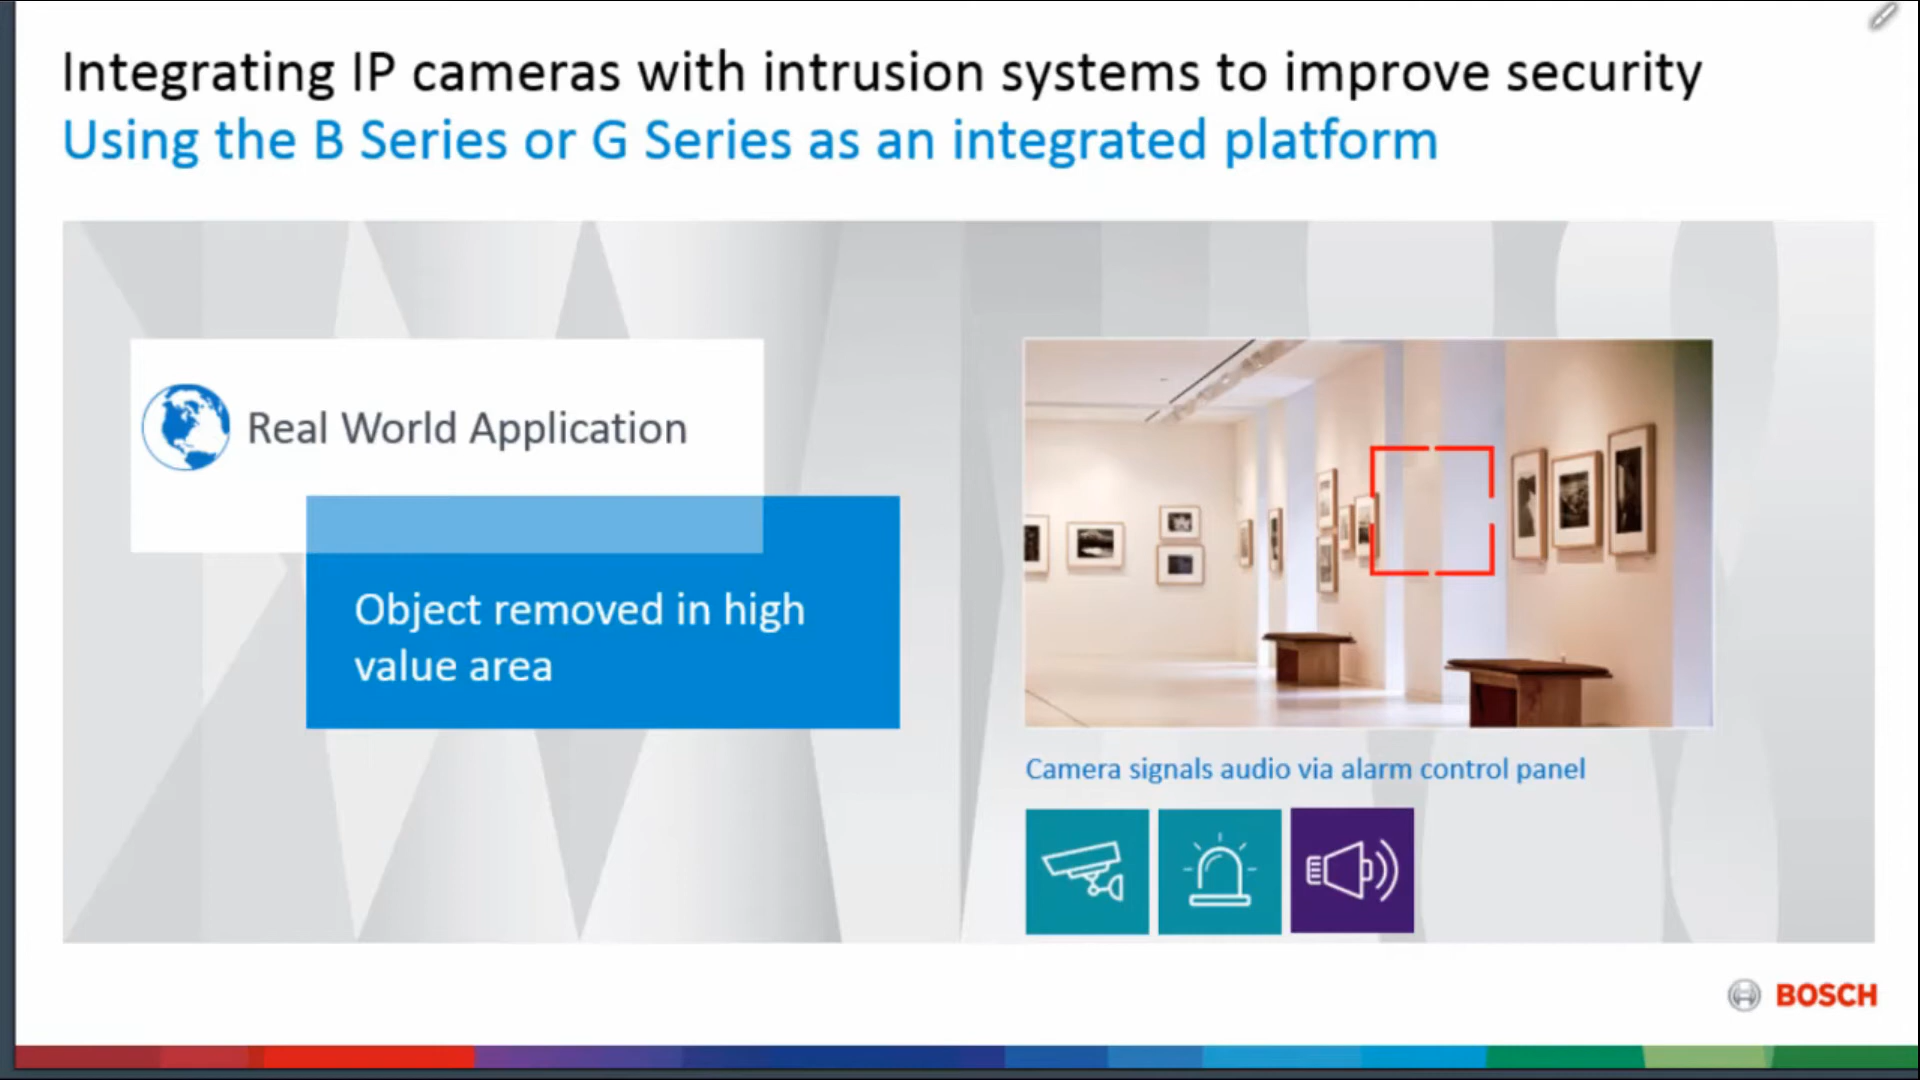 Integrating IP cameras with intrusion systems to improve security
Using the B Series or G Series as an integrated platform
Real World Application
Object removed in high
value area
Camera signals audio via alarm control panel
BOSCH